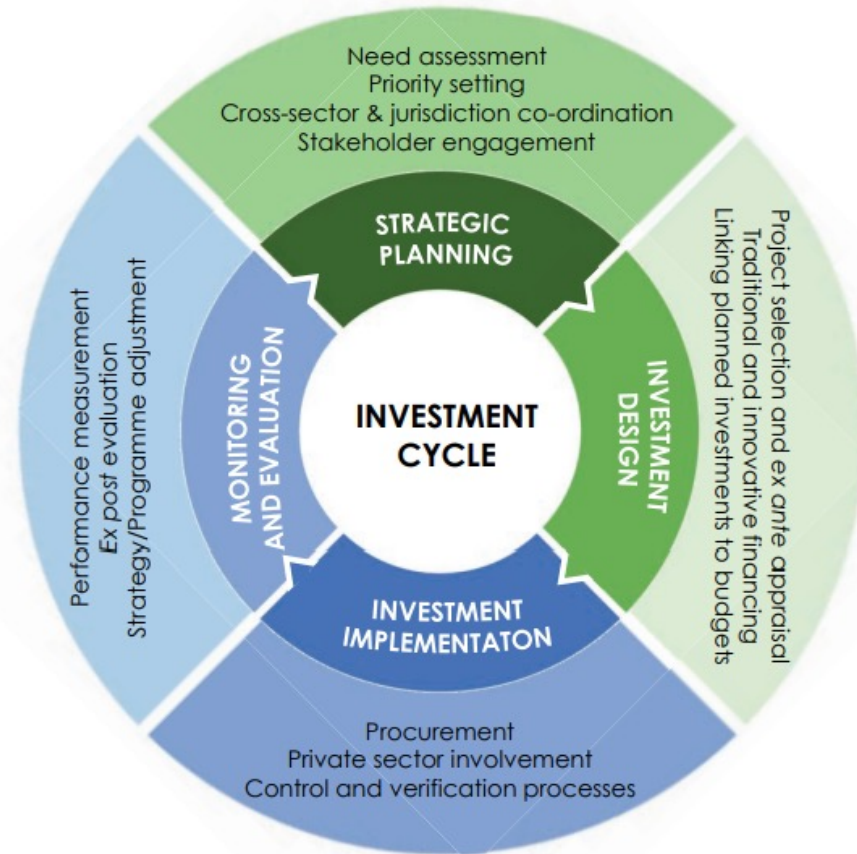 Need assessment
Priority setting
Cross-sector & jurisdiction co-ordination
Stakeholder engagement
STRATEGIC
PLANNING
Project selection and ex ante appraisal
Traditional and innovative financing
Linking planned investments to budgets
INVESTMENT
DESIGN
INVESTMENT
CYCLE
Performance measurement
Ex post evaluation
Strategy/Programme adjustment
MONITORING
AND EVALUATION
INVESTMENT
IMPLEMENTATON
Procurement
Private sector involvement
Control and verification processes